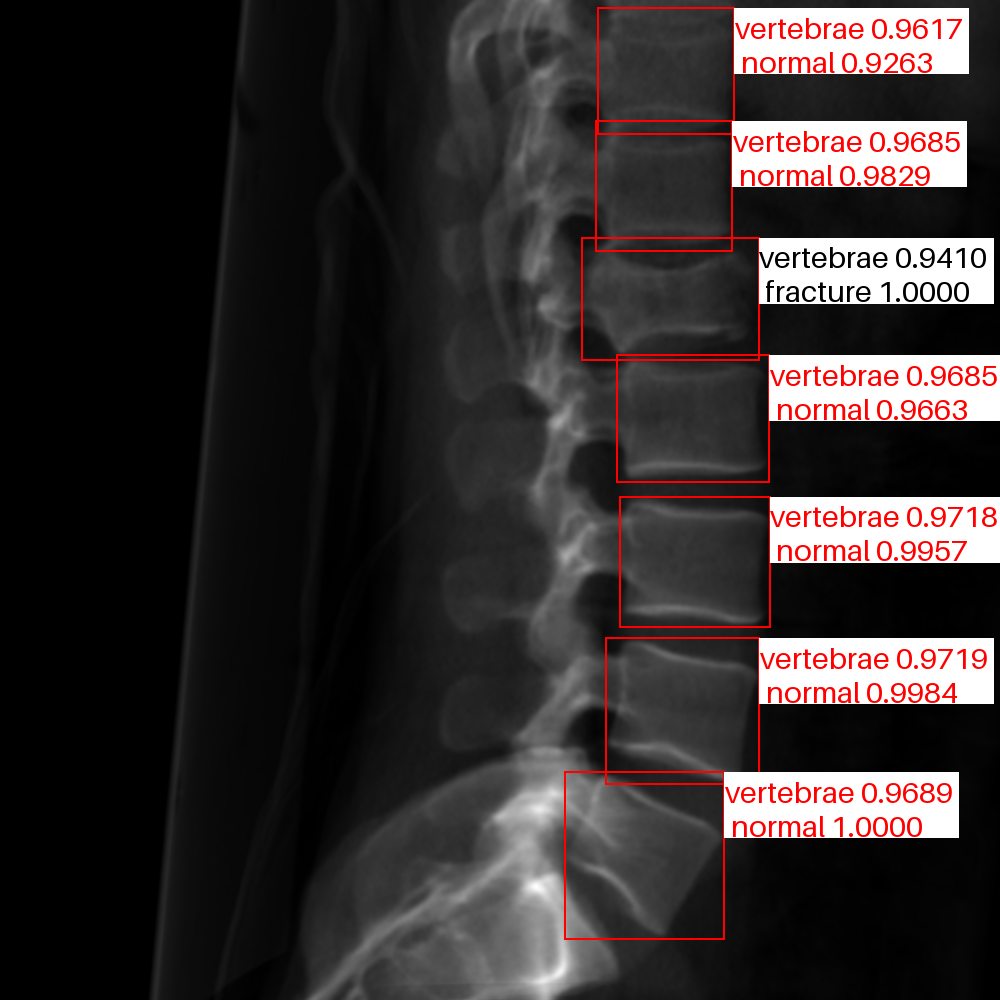 vertebrae 0.9617
normal 0.9263
vertebrae 0.9685
normal 0.9829
vertebrae 0.9410
fracture 1.0000
vertebrae 0.9685
normal 0.9663
vertebrae 0.9718
normal 0.9957
vertebrae 0.9719
normal 0.9984
vertebrae 0.9689
normal 1.0000